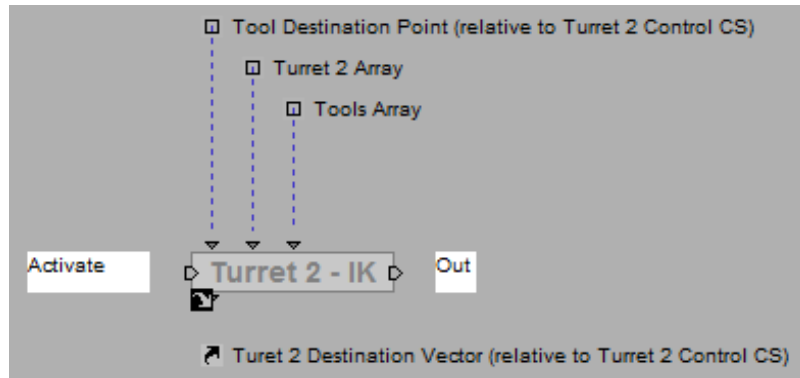 Tool Destination Point (relative to Turret 2 Control CS)
Turret 2 Array
Tools Array
Activate
Turret 2 - IK
Out
Turet 2 Destination Vector (relative to Turret 2 Control CS)